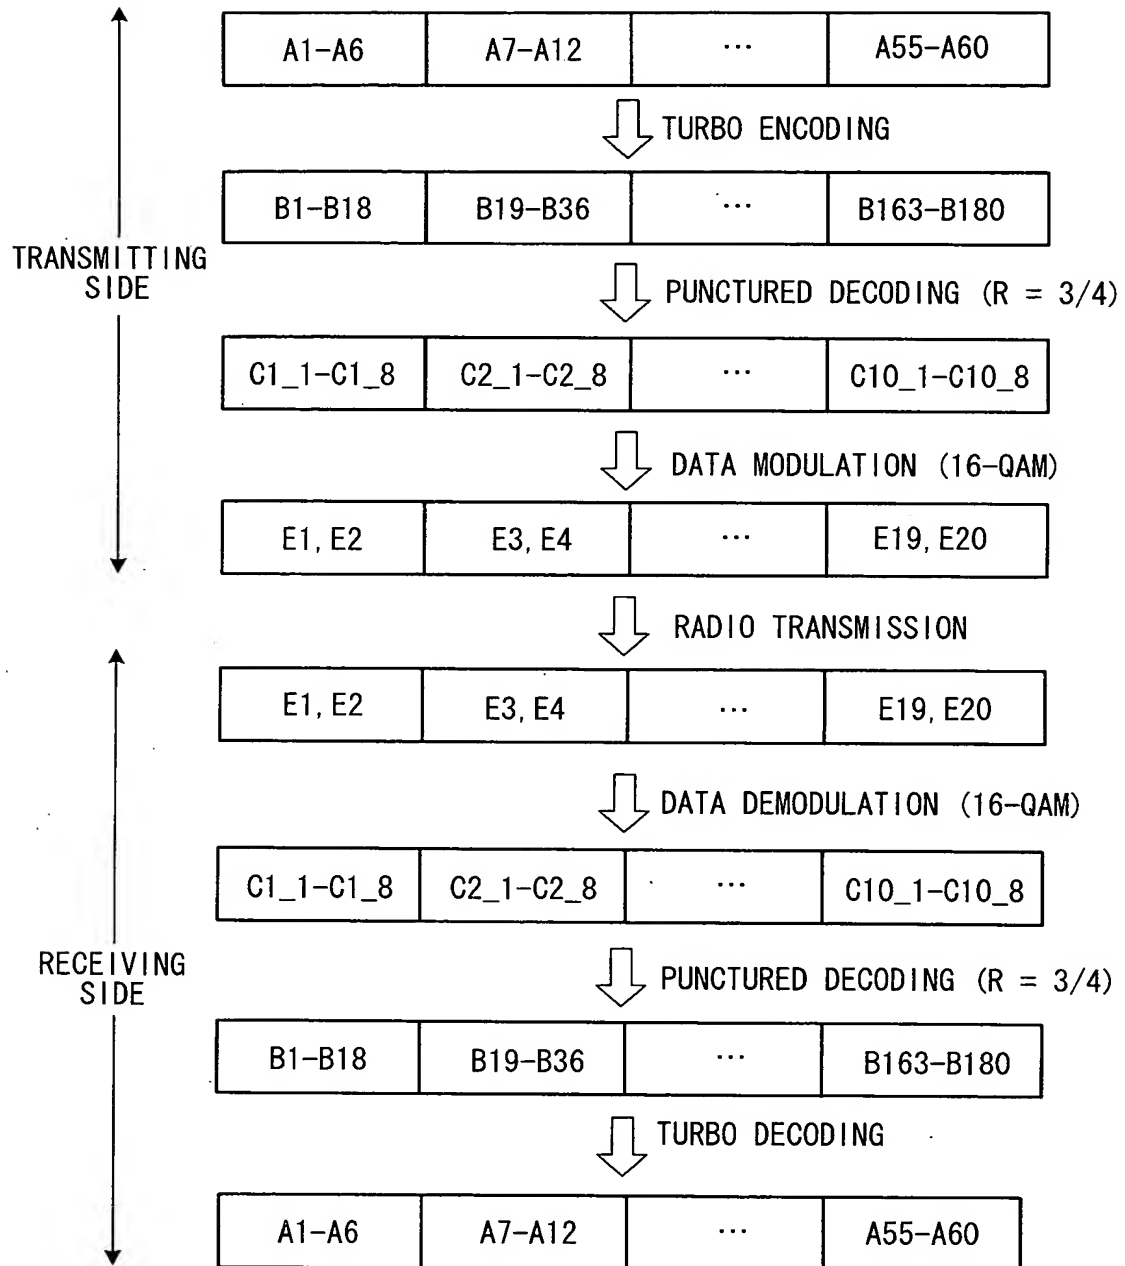 A1-A6 A7-A12 ... A55-A60
TURBO ENCODING
B1-B18 B19-B36 ... B163-B180
TRANSMITTING
SIDE
PUNCTURED DECODING (R = 3/4)
C1_1-C1_8 C2_1-C2_8 ... C10_1-C10_8
DATA MODULATION (16-QAM)
E1, E2 E3, E4 ... E19, E20
RADIO TRANSMISSION
E1, E2 E3, E4 ... E19, E20
DATA DEMODULATION (16-QAM)
C1_1-C1_8 C2_1-C2_8 ... C10_1-C10_8
RECEIVING
SIDE
PUNCTURED DECODING (R = 3/4)
B1-B18 B19-B36 ... B163-B180
TURBO DECODING
A1-A6 A7-A12 ... A55-A60